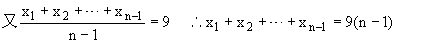 又 (x₁ + x₂ + ⋯ + xₙ₋₁)/(n − 1) = 9 ∴x₁ + x₂ + ⋯ + xₙ₋₁ = 9(n − 1)